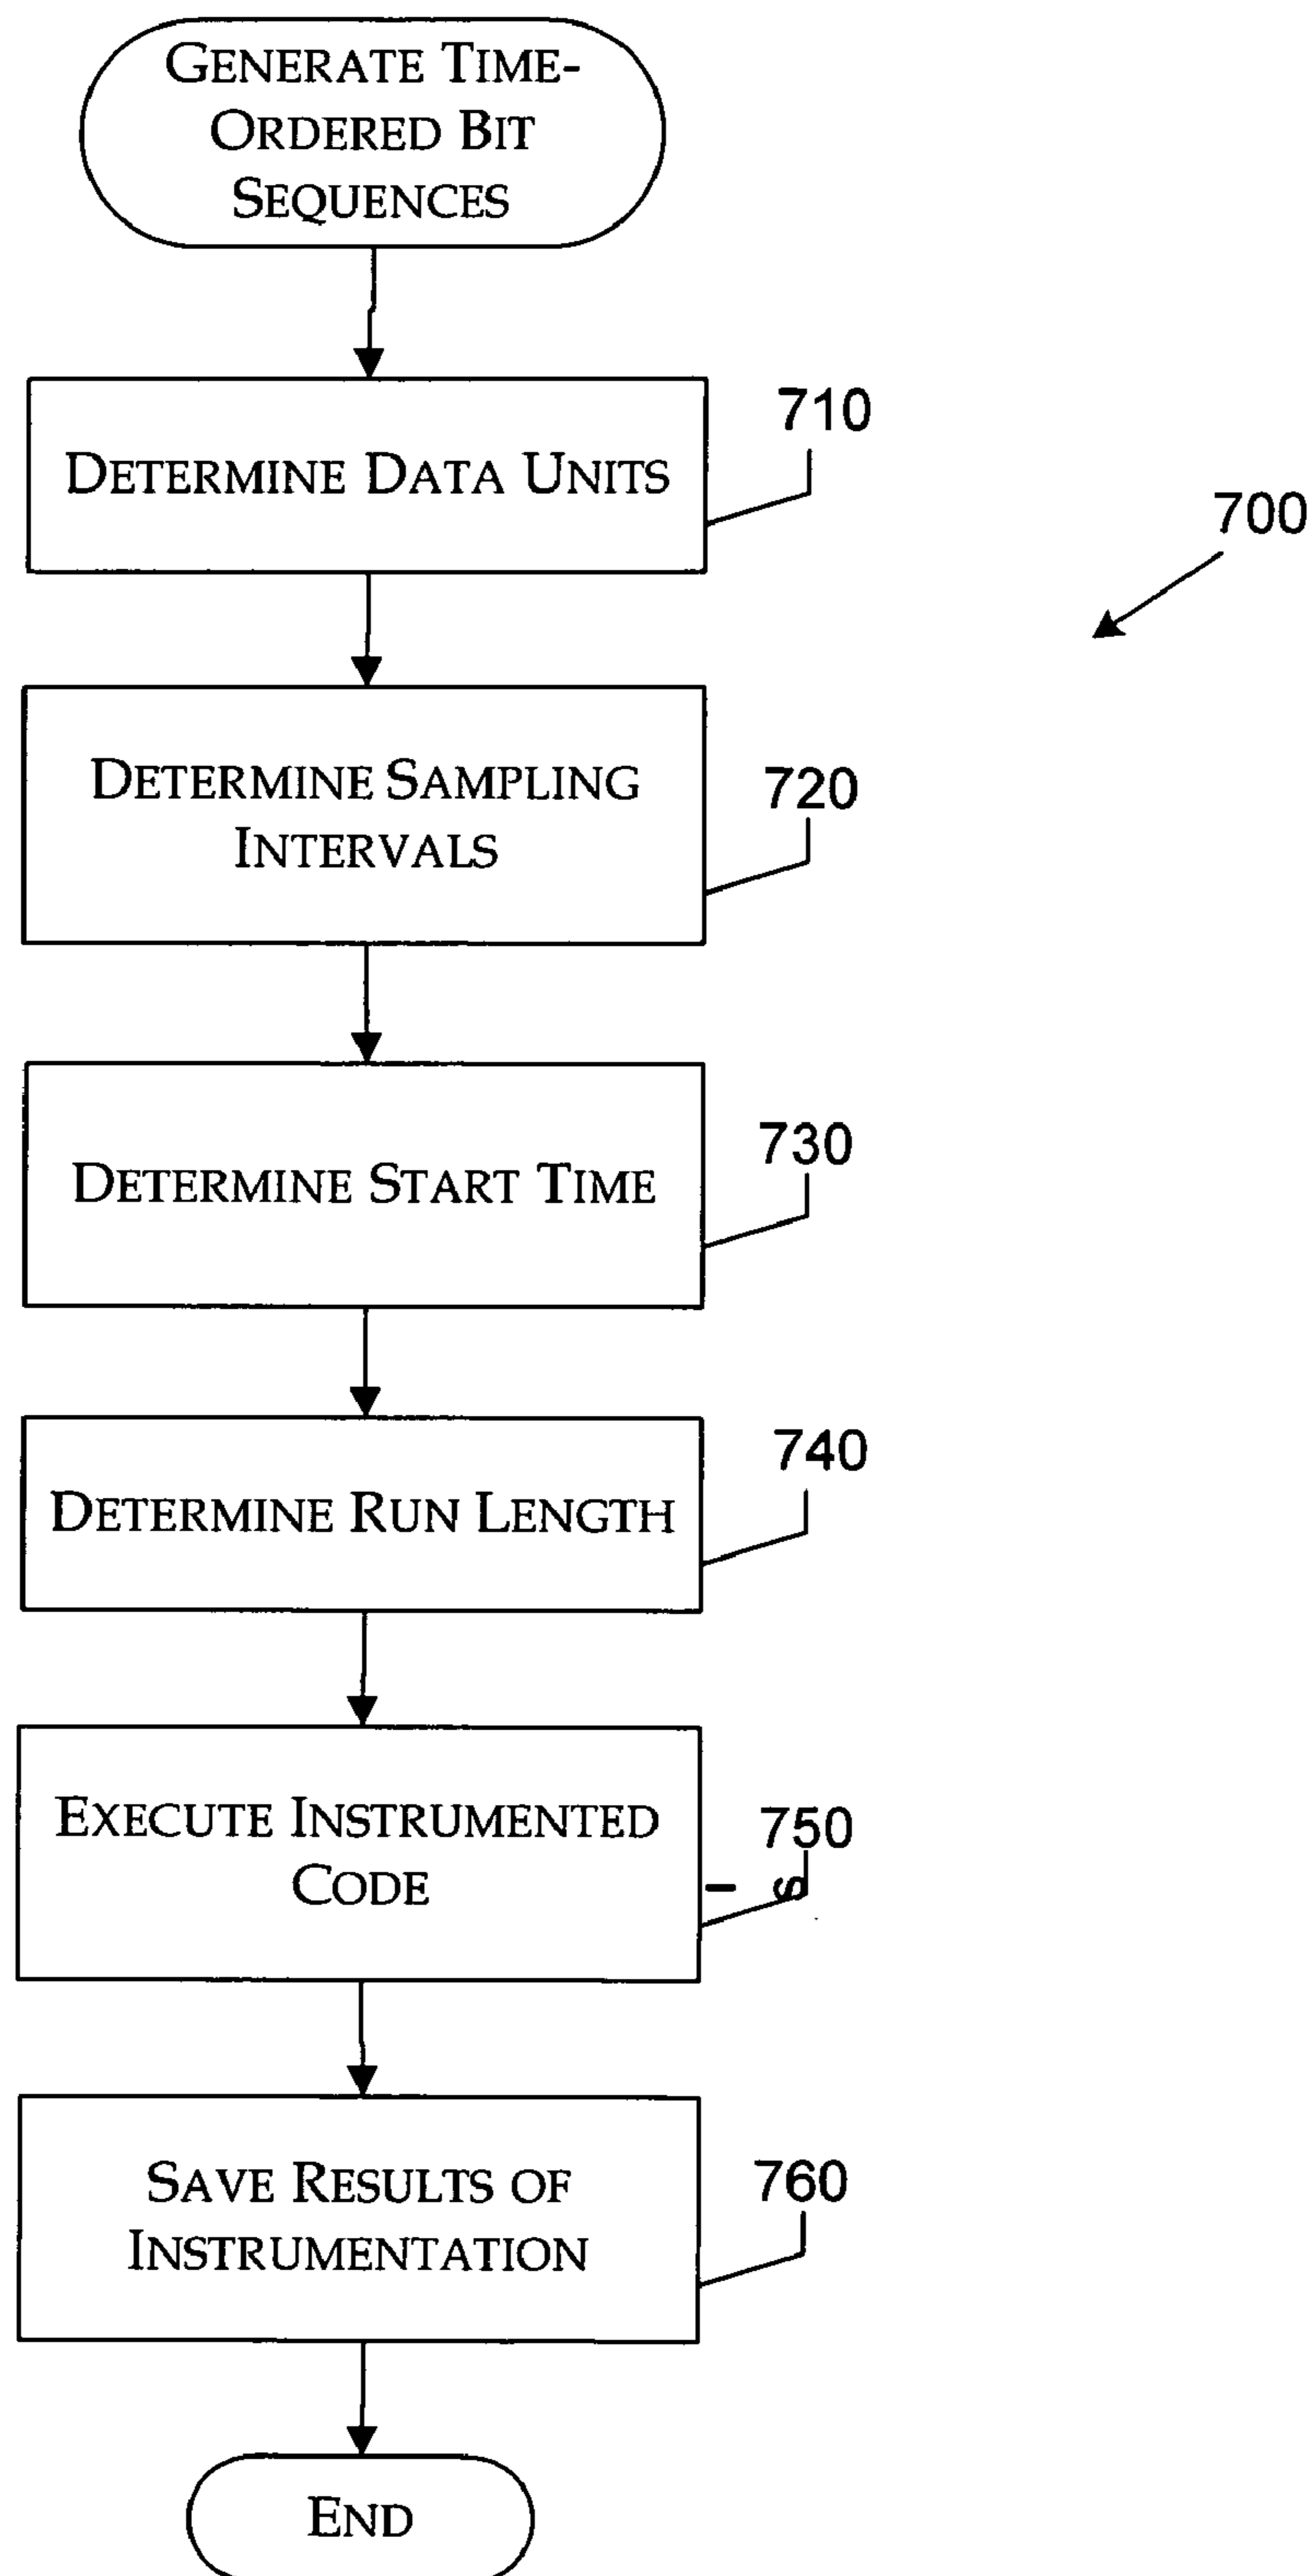 GENERATE TIME-
ORDERED BIT
SEQUENCES
DETERMINE DATA UNITS
710
700
DETERMINE SAMPLING
INTERVALS
720
DETERMINE START TIME
730
DETERMINE RUN LENGTH
740
EXECUTE INSTRUMENTED
CODE
750
SAVE RESULTS OF
INSTRUMENTATION
760
END